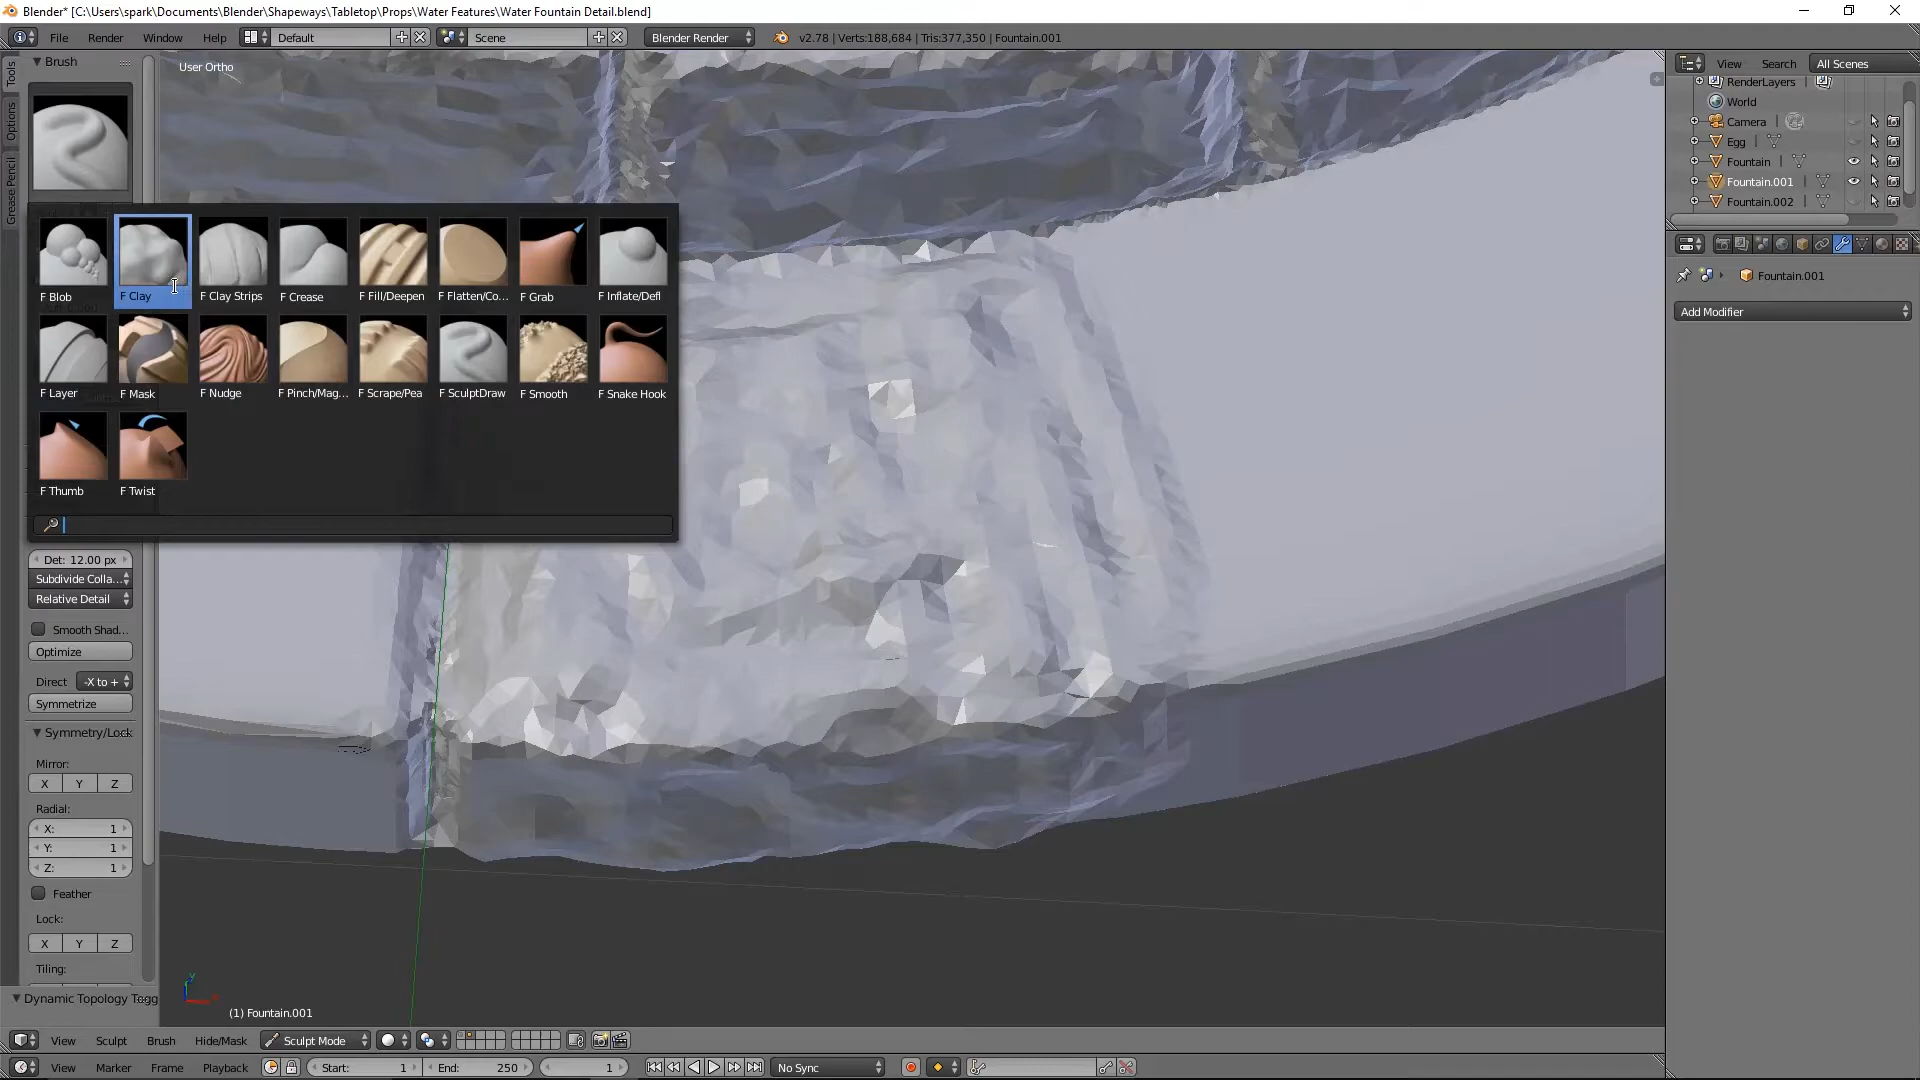 Blender* [C:\Users\spark\Documents\Blender\Shapeways\Tabletop\Props\Water Features\Water Fountain Detail.blend]
File Render Window Help Default Scene Blender Render v2.78 | Verts:188,684 | Tris:377,350 | Fountain.001
Brush
User Ortho
View Search All Scenes
Tools
Options
Grease Pencil
RenderLayers
World
Camera
Egg
Fountain
Fountain.001
Fountain.002
F Blob F Clay F Clay Strips F Crease F Fill/Deepen F Flatten/Co... F Grab F Inflate/Defl
F Layer F Mask F Nudge F Pinch/Mag... F Scrape/Pea F SculptDraw F Smooth F Snake Hook
F Thumb F Twist
Fountain.001
Add Modifier
Det: 12.00 px
Subdivide Colla...
Relative Detail
Smooth Shad...
Optimize
Direct -X to +
Symmetrize
Symmetry/Lock
Mirror:
X Y Z
Radial:
X: 1
Y: 1
Z: 1
Feather
Lock:
X Y Z
Tiling:
Dynamic Topology Togg
(1) Fountain.001
View Sculpt Brush Hide/Mask Sculpt Mode
View Marker Frame Playback Start: 1 End: 250 1 No Sync